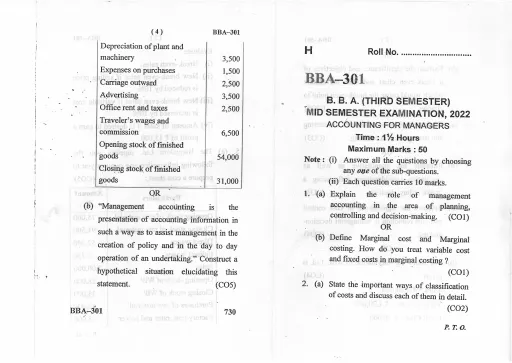 ( 4 ) BBA–301
Depreciation of plant and
machinery 3,500
Expenses on purchases 1,500
Carriage outward 2,500
Advertising 3,500
Office rent and taxes 2,500
Traveler's wages and
commission 6,500
Opening stock of finished
goods 54,000
Closing stock of finished
goods 31,000
OR
(b) "Management accounting is the
presentation of accounting information in
such a way as to assist management in the
creation of policy and in the day to day
operation of an undertaking." Construct a
hypothetical situation elucidating this
statement. (CO5)
BBA–301 730
H Roll No. ..............................
BBA–301
B. B. A. (THIRD SEMESTER)
MID SEMESTER EXAMINATION, 2022
ACCOUNTING FOR MANAGERS
Time : 1½ Hours
Maximum Marks : 50
Note : (i) Answer all the questions by choosing
any one of the sub-questions.
(ii) Each question carries 10 marks.
1. (a) Explain the role of management
accounting in the area of planning,
controlling and decision-making. (CO1)
OR
(b) Define Marginal cost and Marginal
costing. How do you treat variable cost
and fixed costs in marginal costing ?
(CO1)
2. (a) State the important ways of classification
of costs and discuss each of them in detail.
(CO2)
P. T. O.